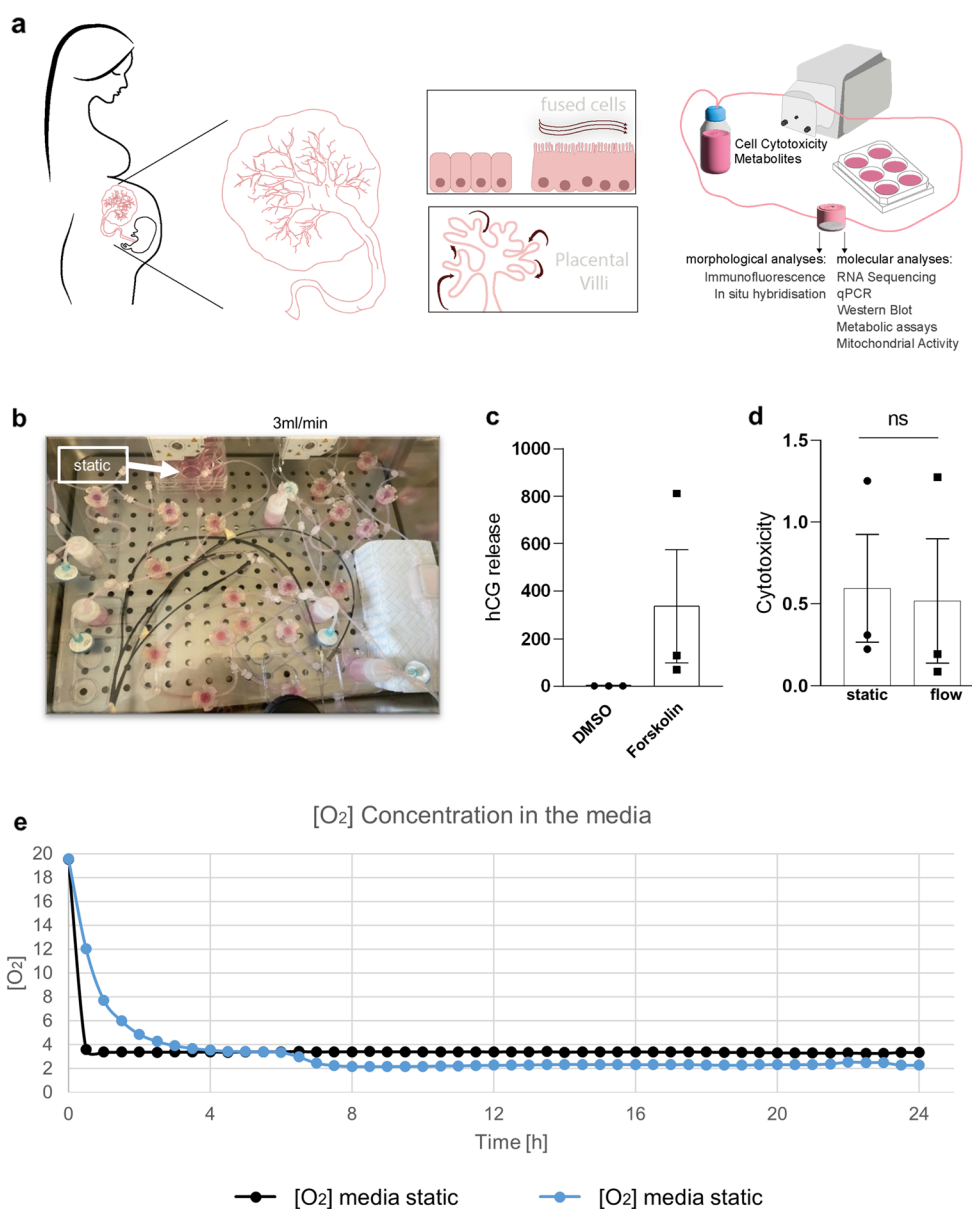 a
fused cells
Placental
Villi
Cell Cytotoxicity
Metabolites
morphological analyses:
Immunofluorescence
In situ hybridisation
molecular analyses:
RNA Sequencing
qPCR
Western Blot
Metabolic assays
Mitochondrial Activity
b
3ml/min
static
c
hCG release
1000
800
600
400
200
0
DMSO
Forskolin
d
ns
Cytotoxicity
1.5
1.0
0.5
0.0
static
flow
e
[O2] Concentration in the media
[O2]
20
18
16
14
12
10
8
6
4
2
0
0 4 8 12 16 20 24
Time [h]
[O2] media static
[O2] media static